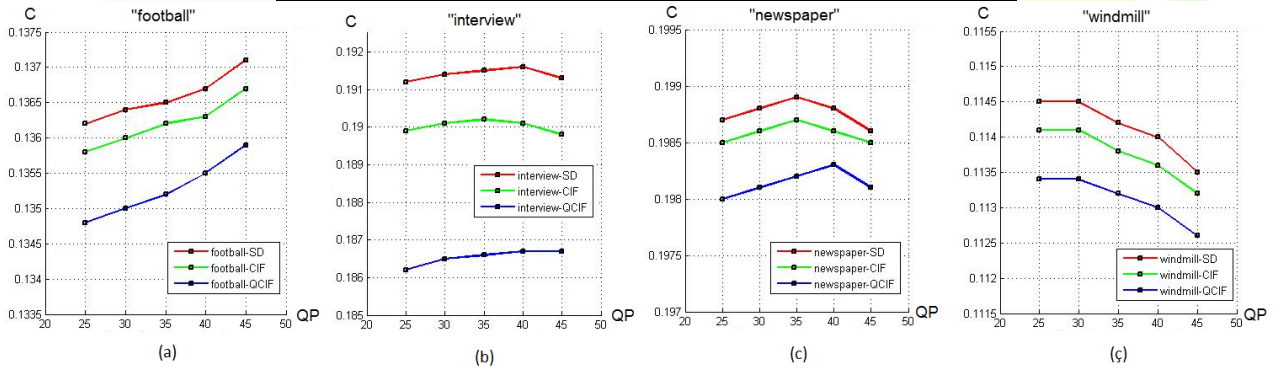 "football"
C
0.1375
0.137
0.1365
0.136
0.1355
0.135
0.1345
0.134
0.1335
football-SD
football-CIF
football-QCIF
20 25 30 35 40 45 50
QP
(a)
"interview"
C
0.192
0.191
0.19
0.189
0.188
0.187
0.186
0.185
interview-SD
interview-CIF
interview-QCIF
20 25 30 35 40 45 50
QP
(b)
"newspaper"
C
0.1995
0.199
0.1985
0.198
0.1975
0.197
newspaper-SD
newspaper-CIF
newspaper-QCIF
20 25 30 35 40 45 50
QP
(c)
"windmill"
C
0.1155
0.115
0.1145
0.114
0.1135
0.113
0.1125
0.112
0.1115
windmill-SD
windmill-CIF
windmill-QCIF
20 25 30 35 40 45 50
QP
(ç)